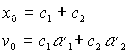 x₀ = c₁ + c₂
v₀ = c₁𝛼₁ + c₂𝛼₂